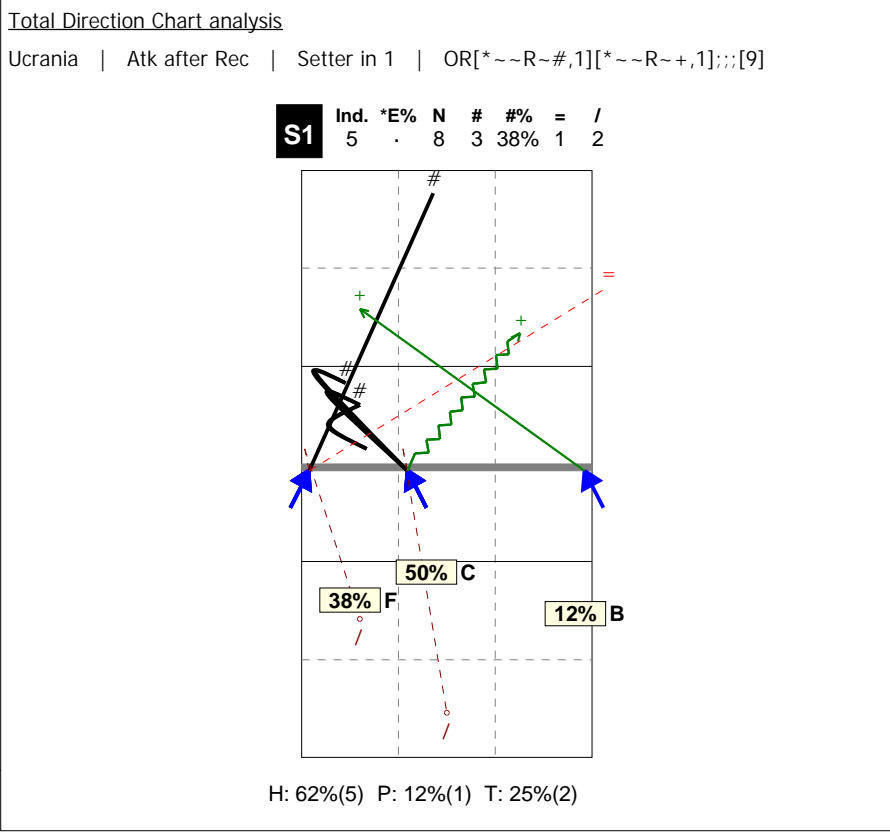 Total Direction Chart analysis
Ucrania | Atk after Rec | Setter in 1 | OR[*~~R~#,1][*~~R~+,1];;;[9]
S1 Ind. *E% N # #% = /
5 . 8 3 38% 1 2
#
=
+
+
#
#
50% C
38% F
12% B
/
/
H: 62%(5) P: 12%(1) T: 25%(2)